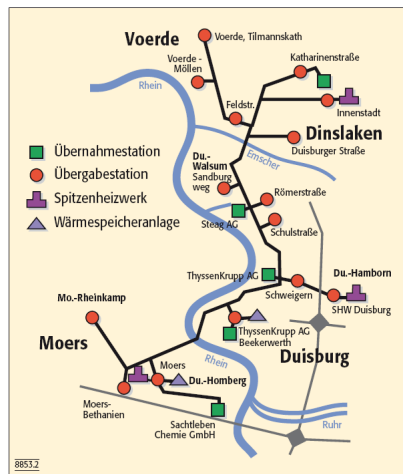 Voerde
Voerde, Tilmannskath
Katharinenstraße
Voerde -
Möllen
Rhein
Feldstr.
Innenstadt
Dinslaken
Duisburger Straße
Emscher
Übernahmestation
Übergabestation
Spitzenheizwerk
Wärmespeicheranlage
Du.-
Walsum
Sandburg
weg
Römerstraße
Steag AG
Schulstraße
ThyssenKrupp AG
Du.-Hamborn
Schweigern
SHW Duisburg
Mo.-Rheinkamp
ThyssenKrupp AG
Beekerwerth
Moers
Rhein
Duisburg
Moers
Du.-Homberg
Moers-
Bethanien
Sachtleben
Chemie GmbH
Ruhr
8853.2